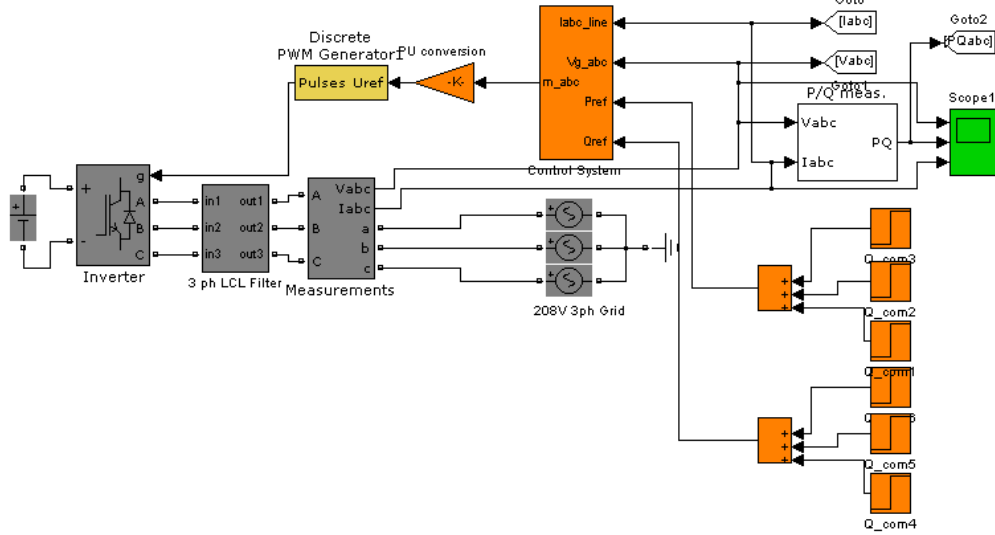 Goto
Goto2
Iabc_line
[Iabc]
[PQabc]
Discrete
PWM Generator1
PU conversion
Vg_abc
[Vabc]
Goto1
Pulses Uref
-K-
m_abc
Pref
P/Q meas.
Scope1
Vabc
Qref
PQ
Iabc
Control System
g
+
A
B
-
C
Inverter
in1 out1
in2 out2
in3 out3
3 ph LCL Filter
A
B
C
Vabc
Iabc
a
b
c
Measurements
+
+
+
208V 3ph Grid
+
+
+
+
Q_com3
Q_com2
Q_com1
+
+
+
Q_com5
Q_com4